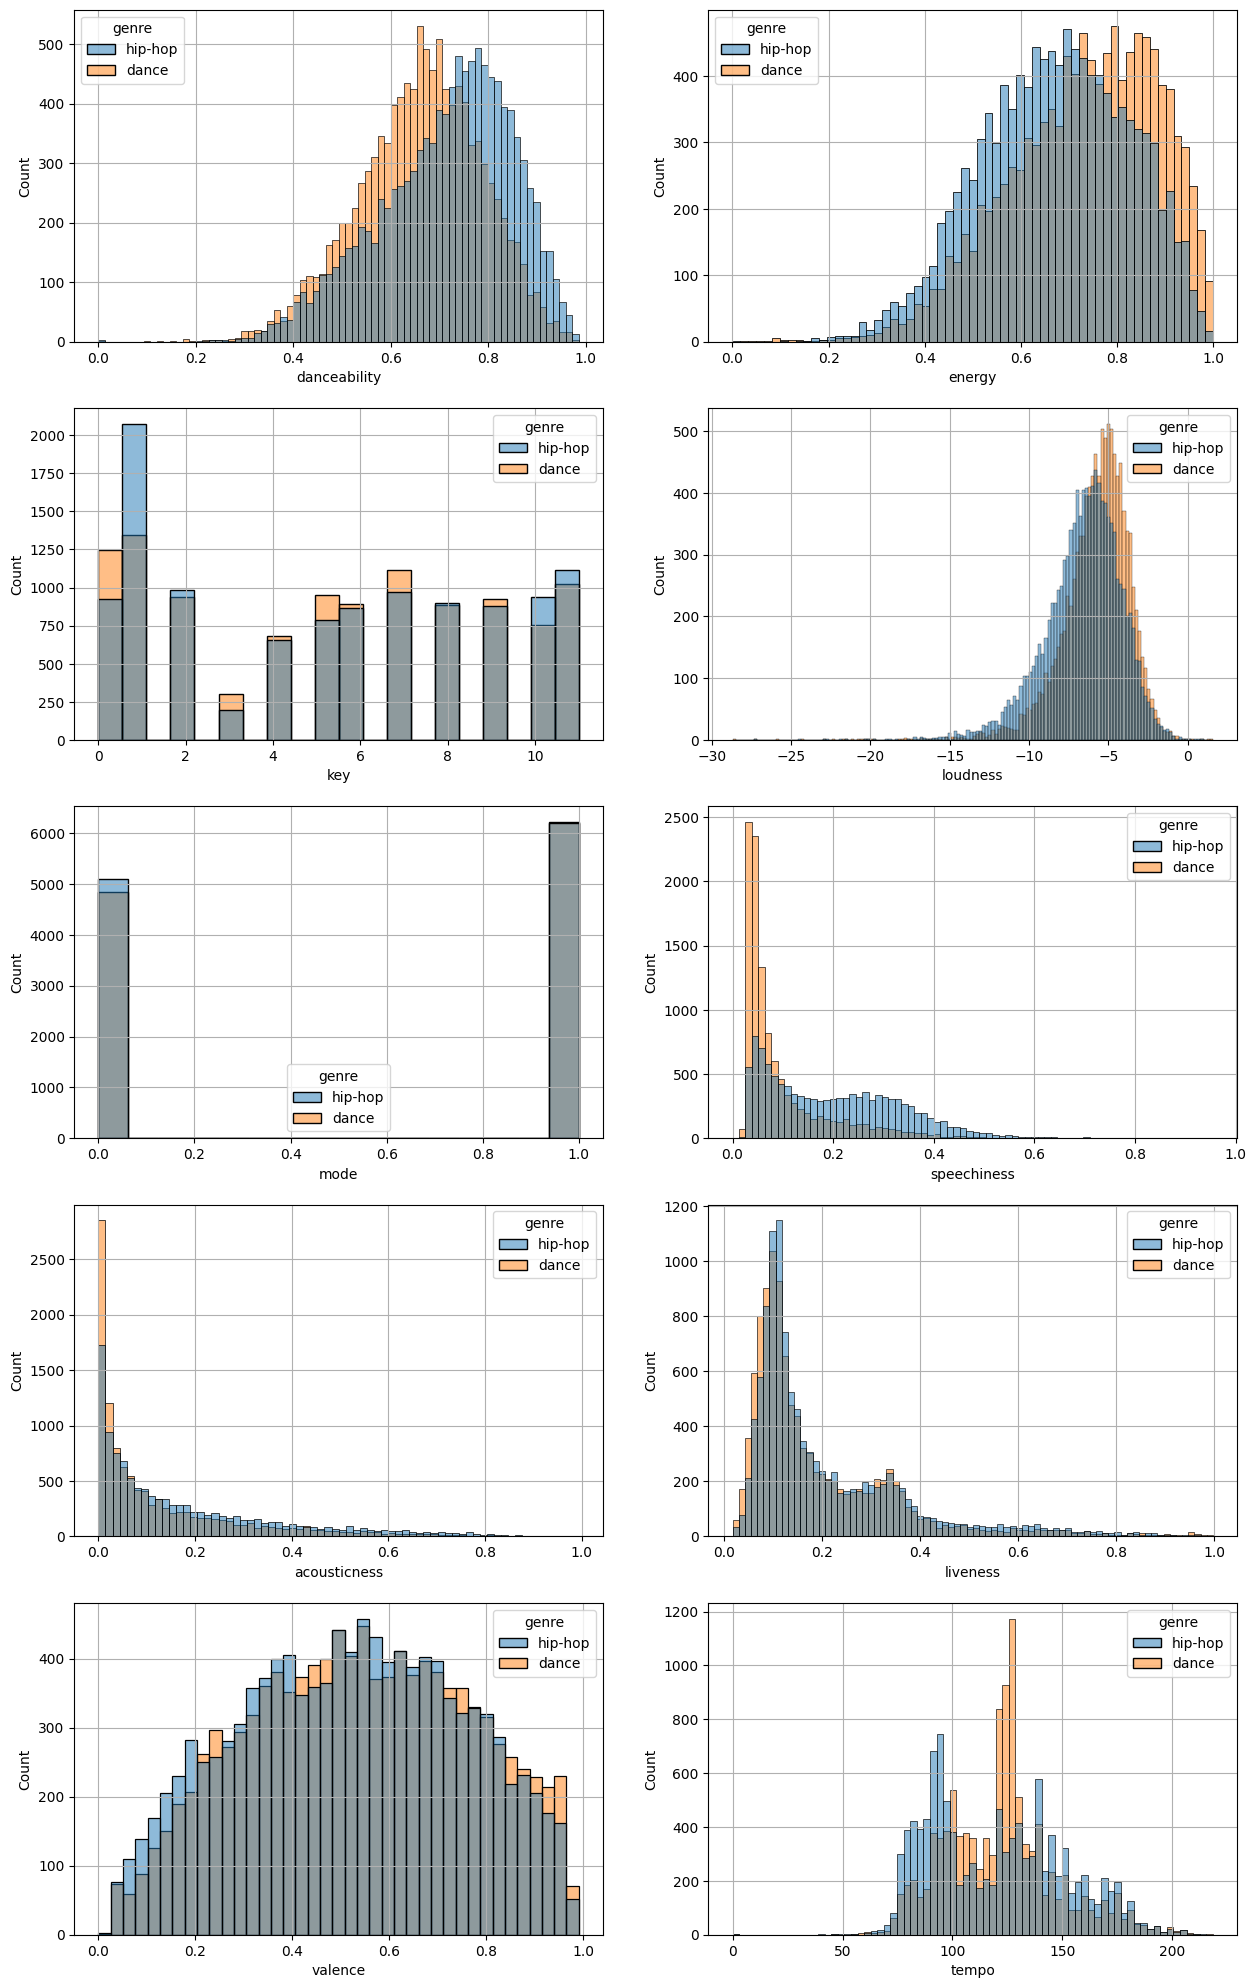 genre
hip-hop
dance
500
400
300
200
100
0
Count
0.0 0.2 0.4 0.6 0.8 1.0
danceability
genre
hip-hop
dance
400
300
200
100
0
Count
0.0 0.2 0.4 0.6 0.8 1.0
energy
genre
hip-hop
dance
2000
1750
1500
1250
1000
750
500
250
0
Count
0 2 4 6 8 10
key
genre
hip-hop
dance
500
400
300
200
100
0
Count
−30 −25 −20 −15 −10 −5 0
loudness
6000
5000
4000
3000
2000
1000
0
Count
genre
hip-hop
dance
0.0 0.2 0.4 0.6 0.8 1.0
mode
genre
hip-hop
dance
2500
2000
1500
1000
500
0
Count
0.0 0.2 0.4 0.6 0.8 1.0
speechiness
genre
hip-hop
dance
2500
2000
1500
1000
500
0
Count
0.0 0.2 0.4 0.6 0.8 1.0
acousticness
genre
hip-hop
dance
1200
1000
800
600
400
200
0
Count
0.0 0.2 0.4 0.6 0.8 1.0
liveness
genre
hip-hop
dance
400
300
200
100
0
Count
0.0 0.2 0.4 0.6 0.8 1.0
valence
genre
hip-hop
dance
1200
1000
800
600
400
200
0
Count
0 50 100 150 200
tempo